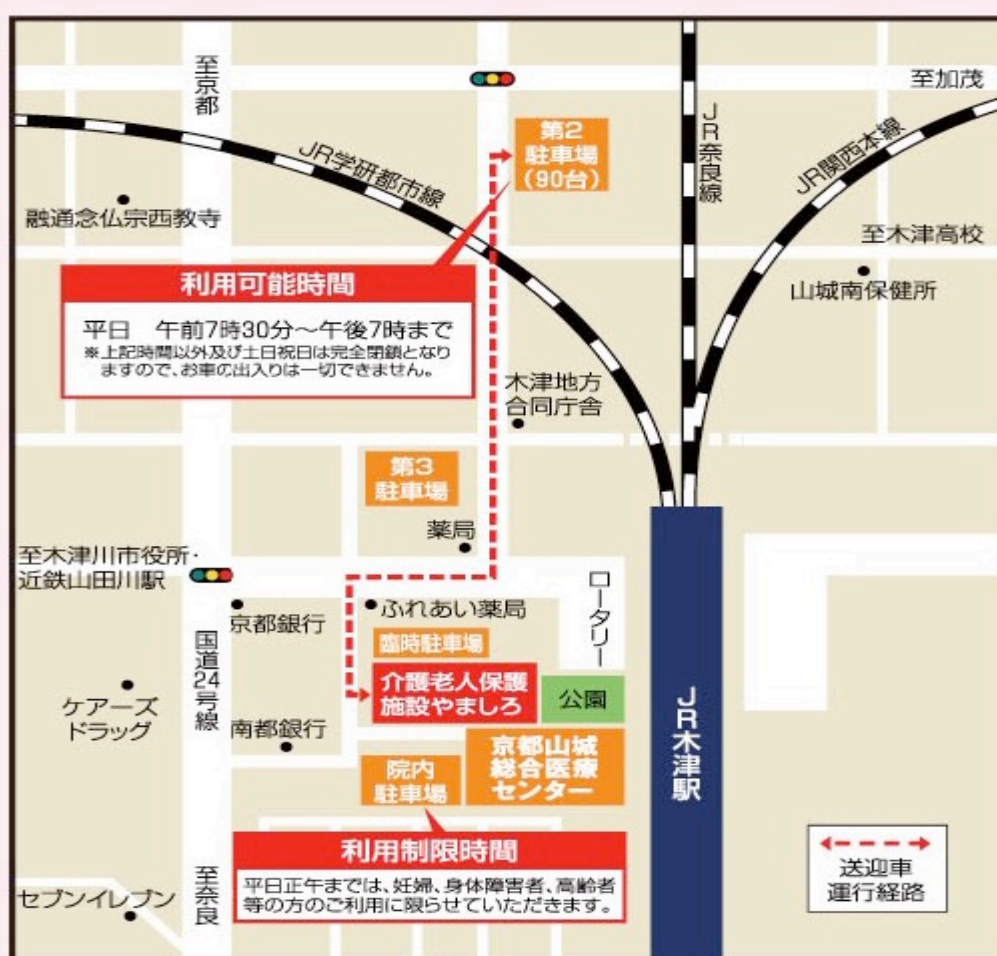 至京都
至加茂
第2
駐車場
(90台)
JR奈良線
JR学研都市線
JR関西本線
融通念仏宗西教寺
至木津高校
山城南保健所
利用可能時間
平日 午前7時30分~午後7時まで
※上記時間以外及び土日祝日は完全閉鎖となり
ますので、お車の出入りは一切できません。
木津地方
合同庁舎
第3
駐車場
薬局
至木津川市役所・
近鉄山田川駅
ロータリー
京都銀行
ふれあい薬局
臨時駐車場
国道24号線
介護老人保護
施設やましろ
公園
ケアーズ
ドラッグ
南都銀行
京都山城
総合医療
センター
院内
駐車場
JR木津駅
利用制限時間
平日正午までは、妊婦、身体障害者、高齢者
等の方のご利用に限らせていただきます。
送迎車
運行経路
至奈良
セブンイレブン